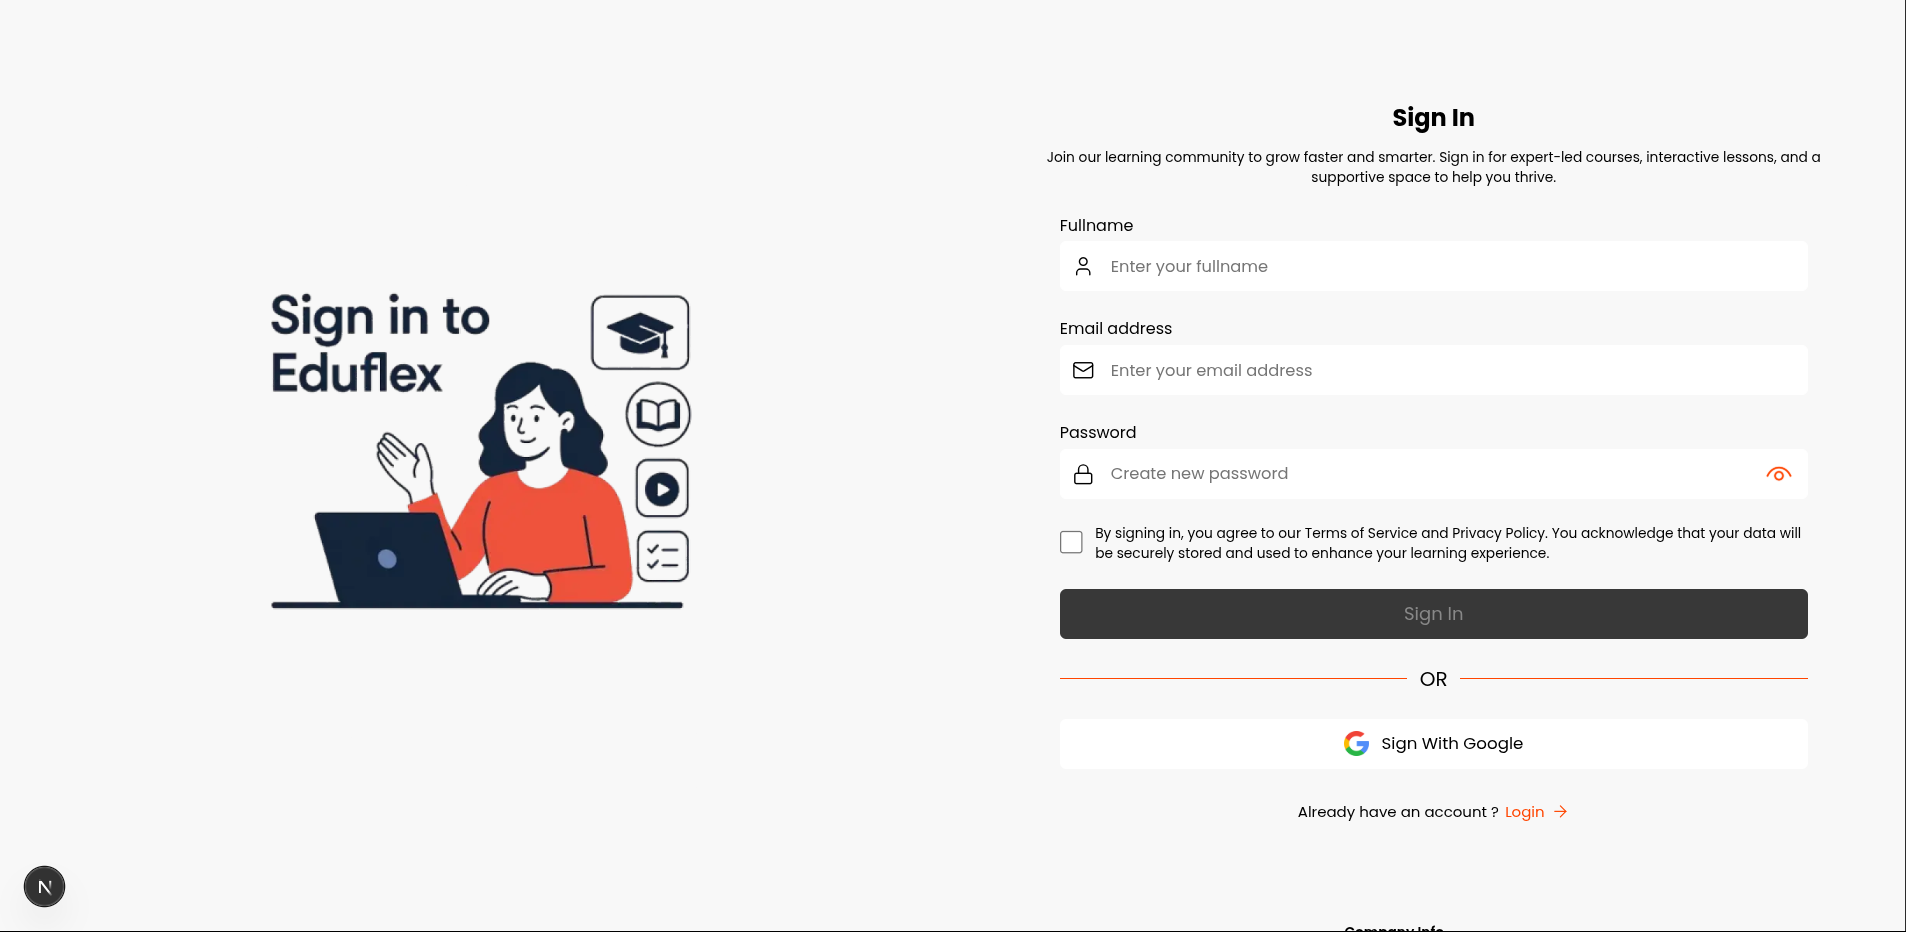 Sign in to
Eduflex
Sign In
Join our learning community to grow faster and smarter. Sign in for expert-led courses, interactive lessons, and a
supportive space to help you thrive.
Fullname
Enter your fullname
Email address
Enter your email address
Password
Create new password
By signing in, you agree to our Terms of Service and Privacy Policy. You acknowledge that your data will
be securely stored and used to enhance your learning experience.
Sign In
OR
Sign With Google
Already have an account ? Login
N
Company Info